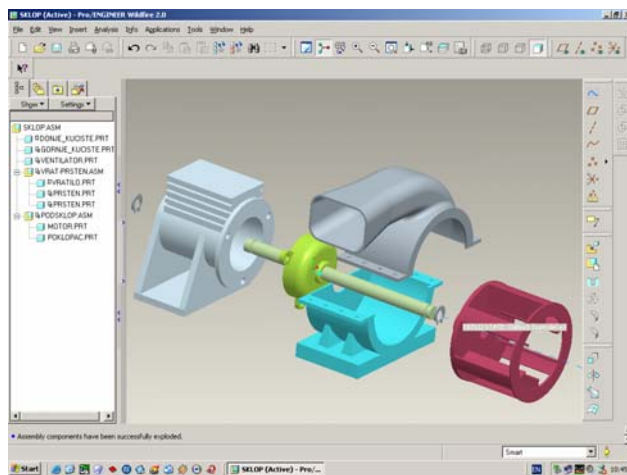 SKLOP (Active) - Pro/ENGINEER Wildfire 2.0
File Edit View Insert Analysis Info Applications Tools Window Help
Show Settings
SKLOP.ASM
DONJE_KUCISTE.PRT
GORNJE_KUCISTE.PRT
VENTILATOR.PRT
VRAT-PRSTEN.ASM
VRATILO.PRT
PRSTEN.PRT
PRSTEN.PRT
PODSKLOP.ASM
MOTOR.PRT
POKLOPAC.PRT
• Assembly components have been successfully exploded.
Smart
Start
SKLOP (Active) - Pro/...
EN